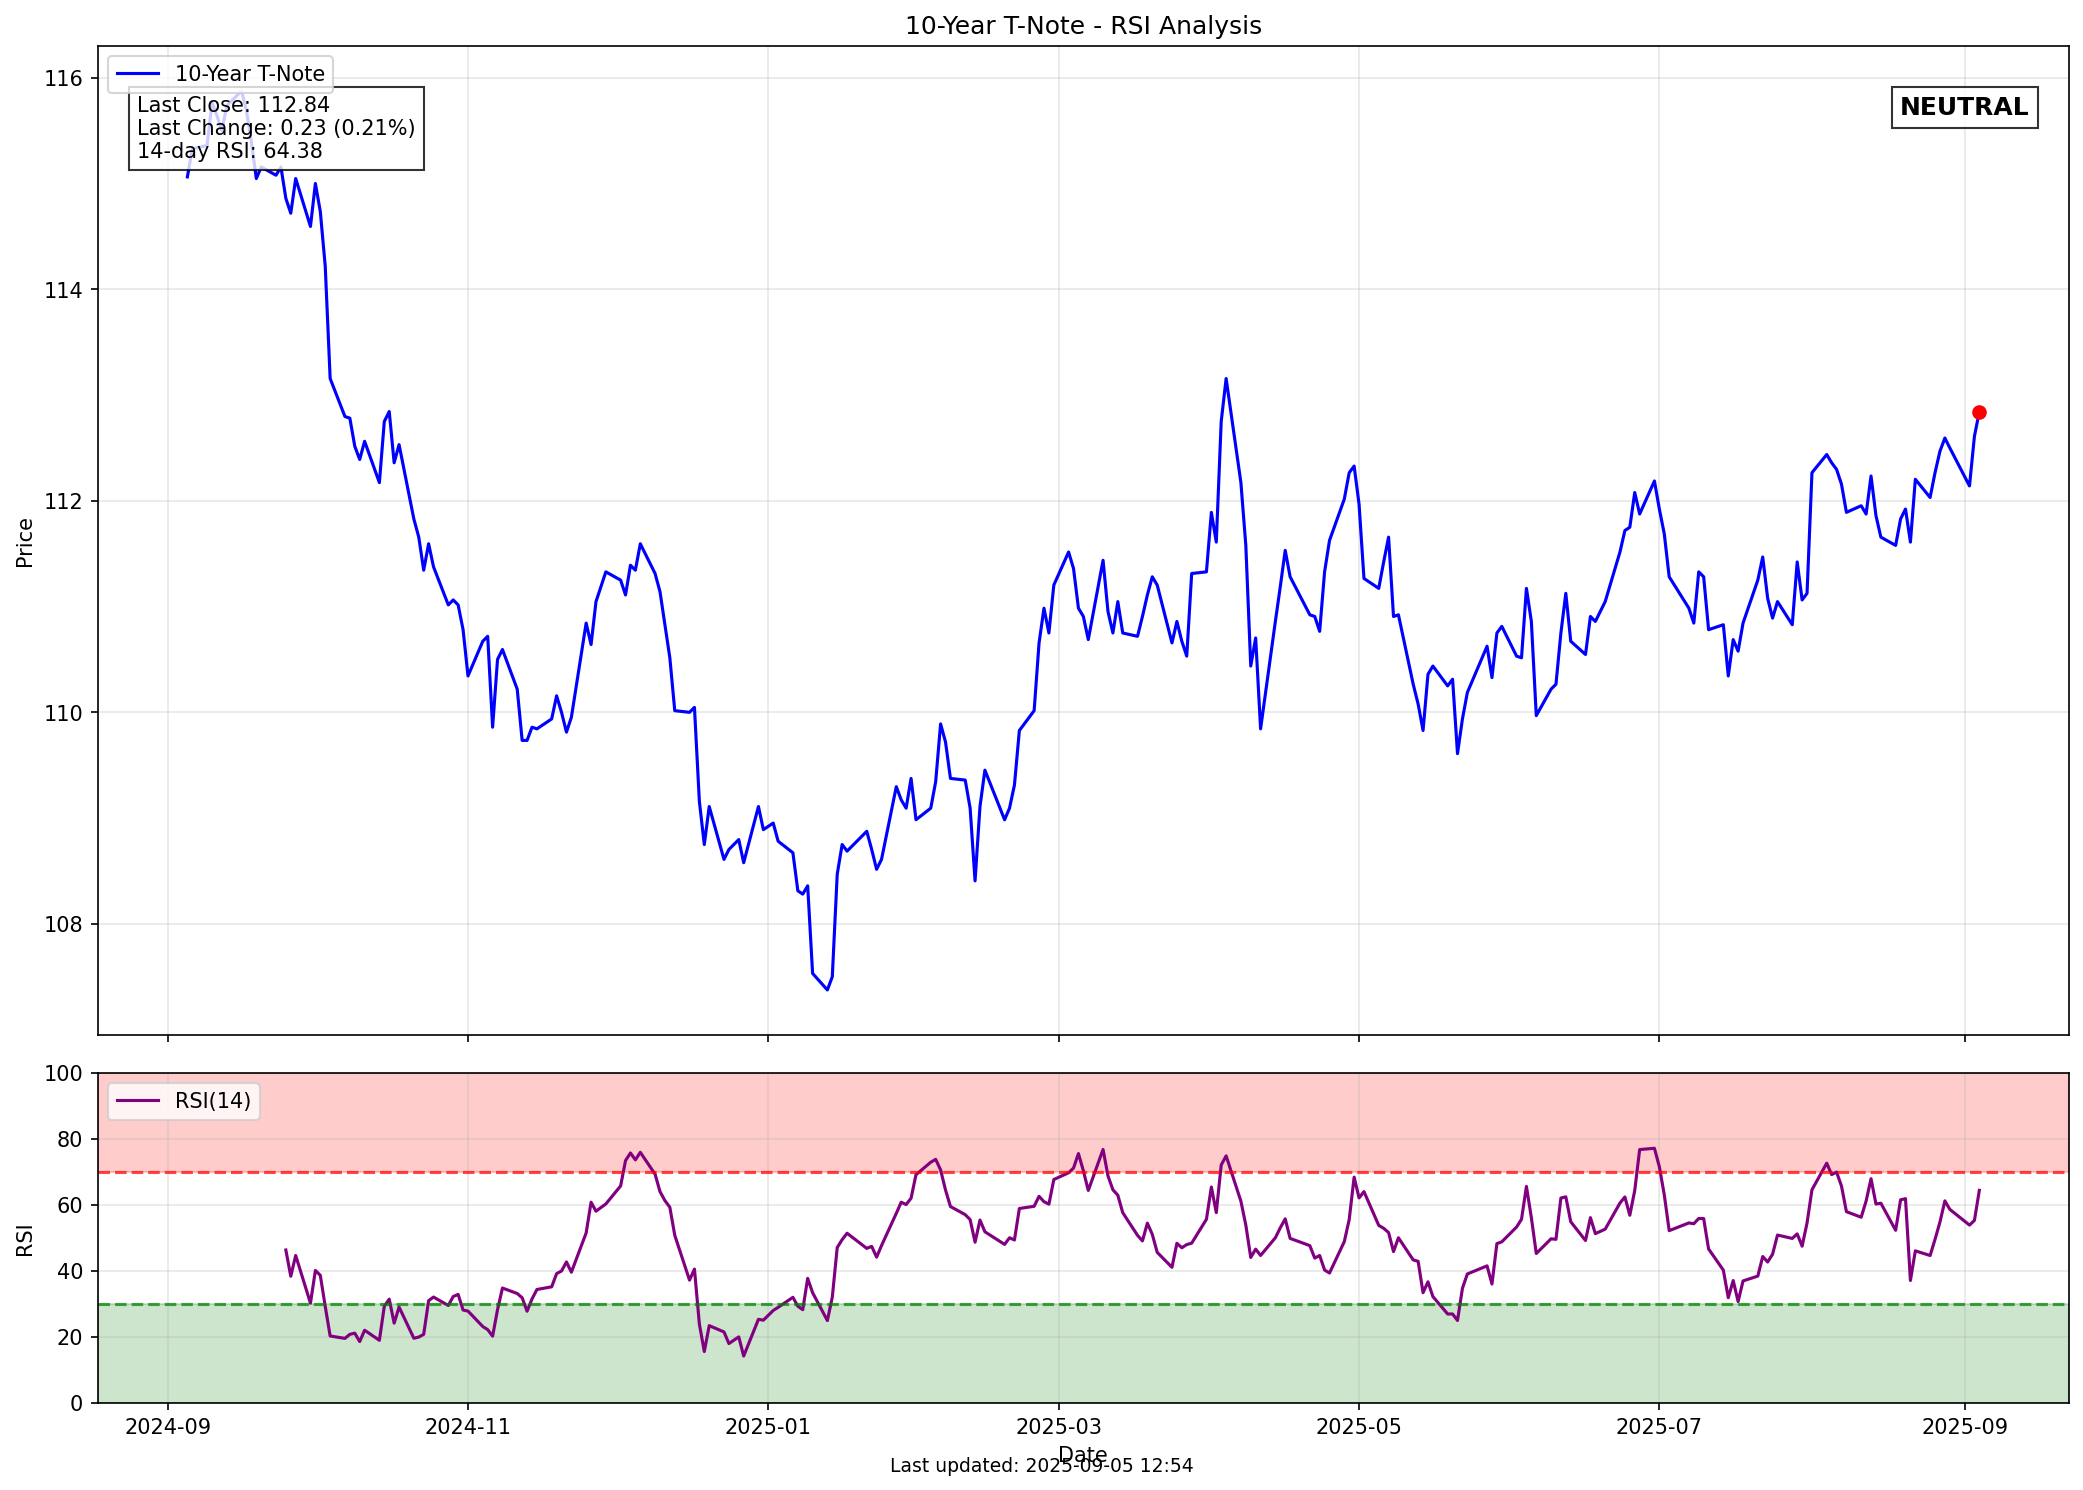 10-Year T-Note - RSI Analysis
10-Year T-Note
Last Close: 112.84
Last Change: 0.23 (0.21%)
14-day RSI: 64.38
NEUTRAL
116
114
112
110
108
Price
100
80
60
40
20
0
RSI
RSI(14)
2024-09
2024-11
2025-01
2025-03
2025-05
2025-07
2025-09
Date
Last updated: 2025-09-05 12:54